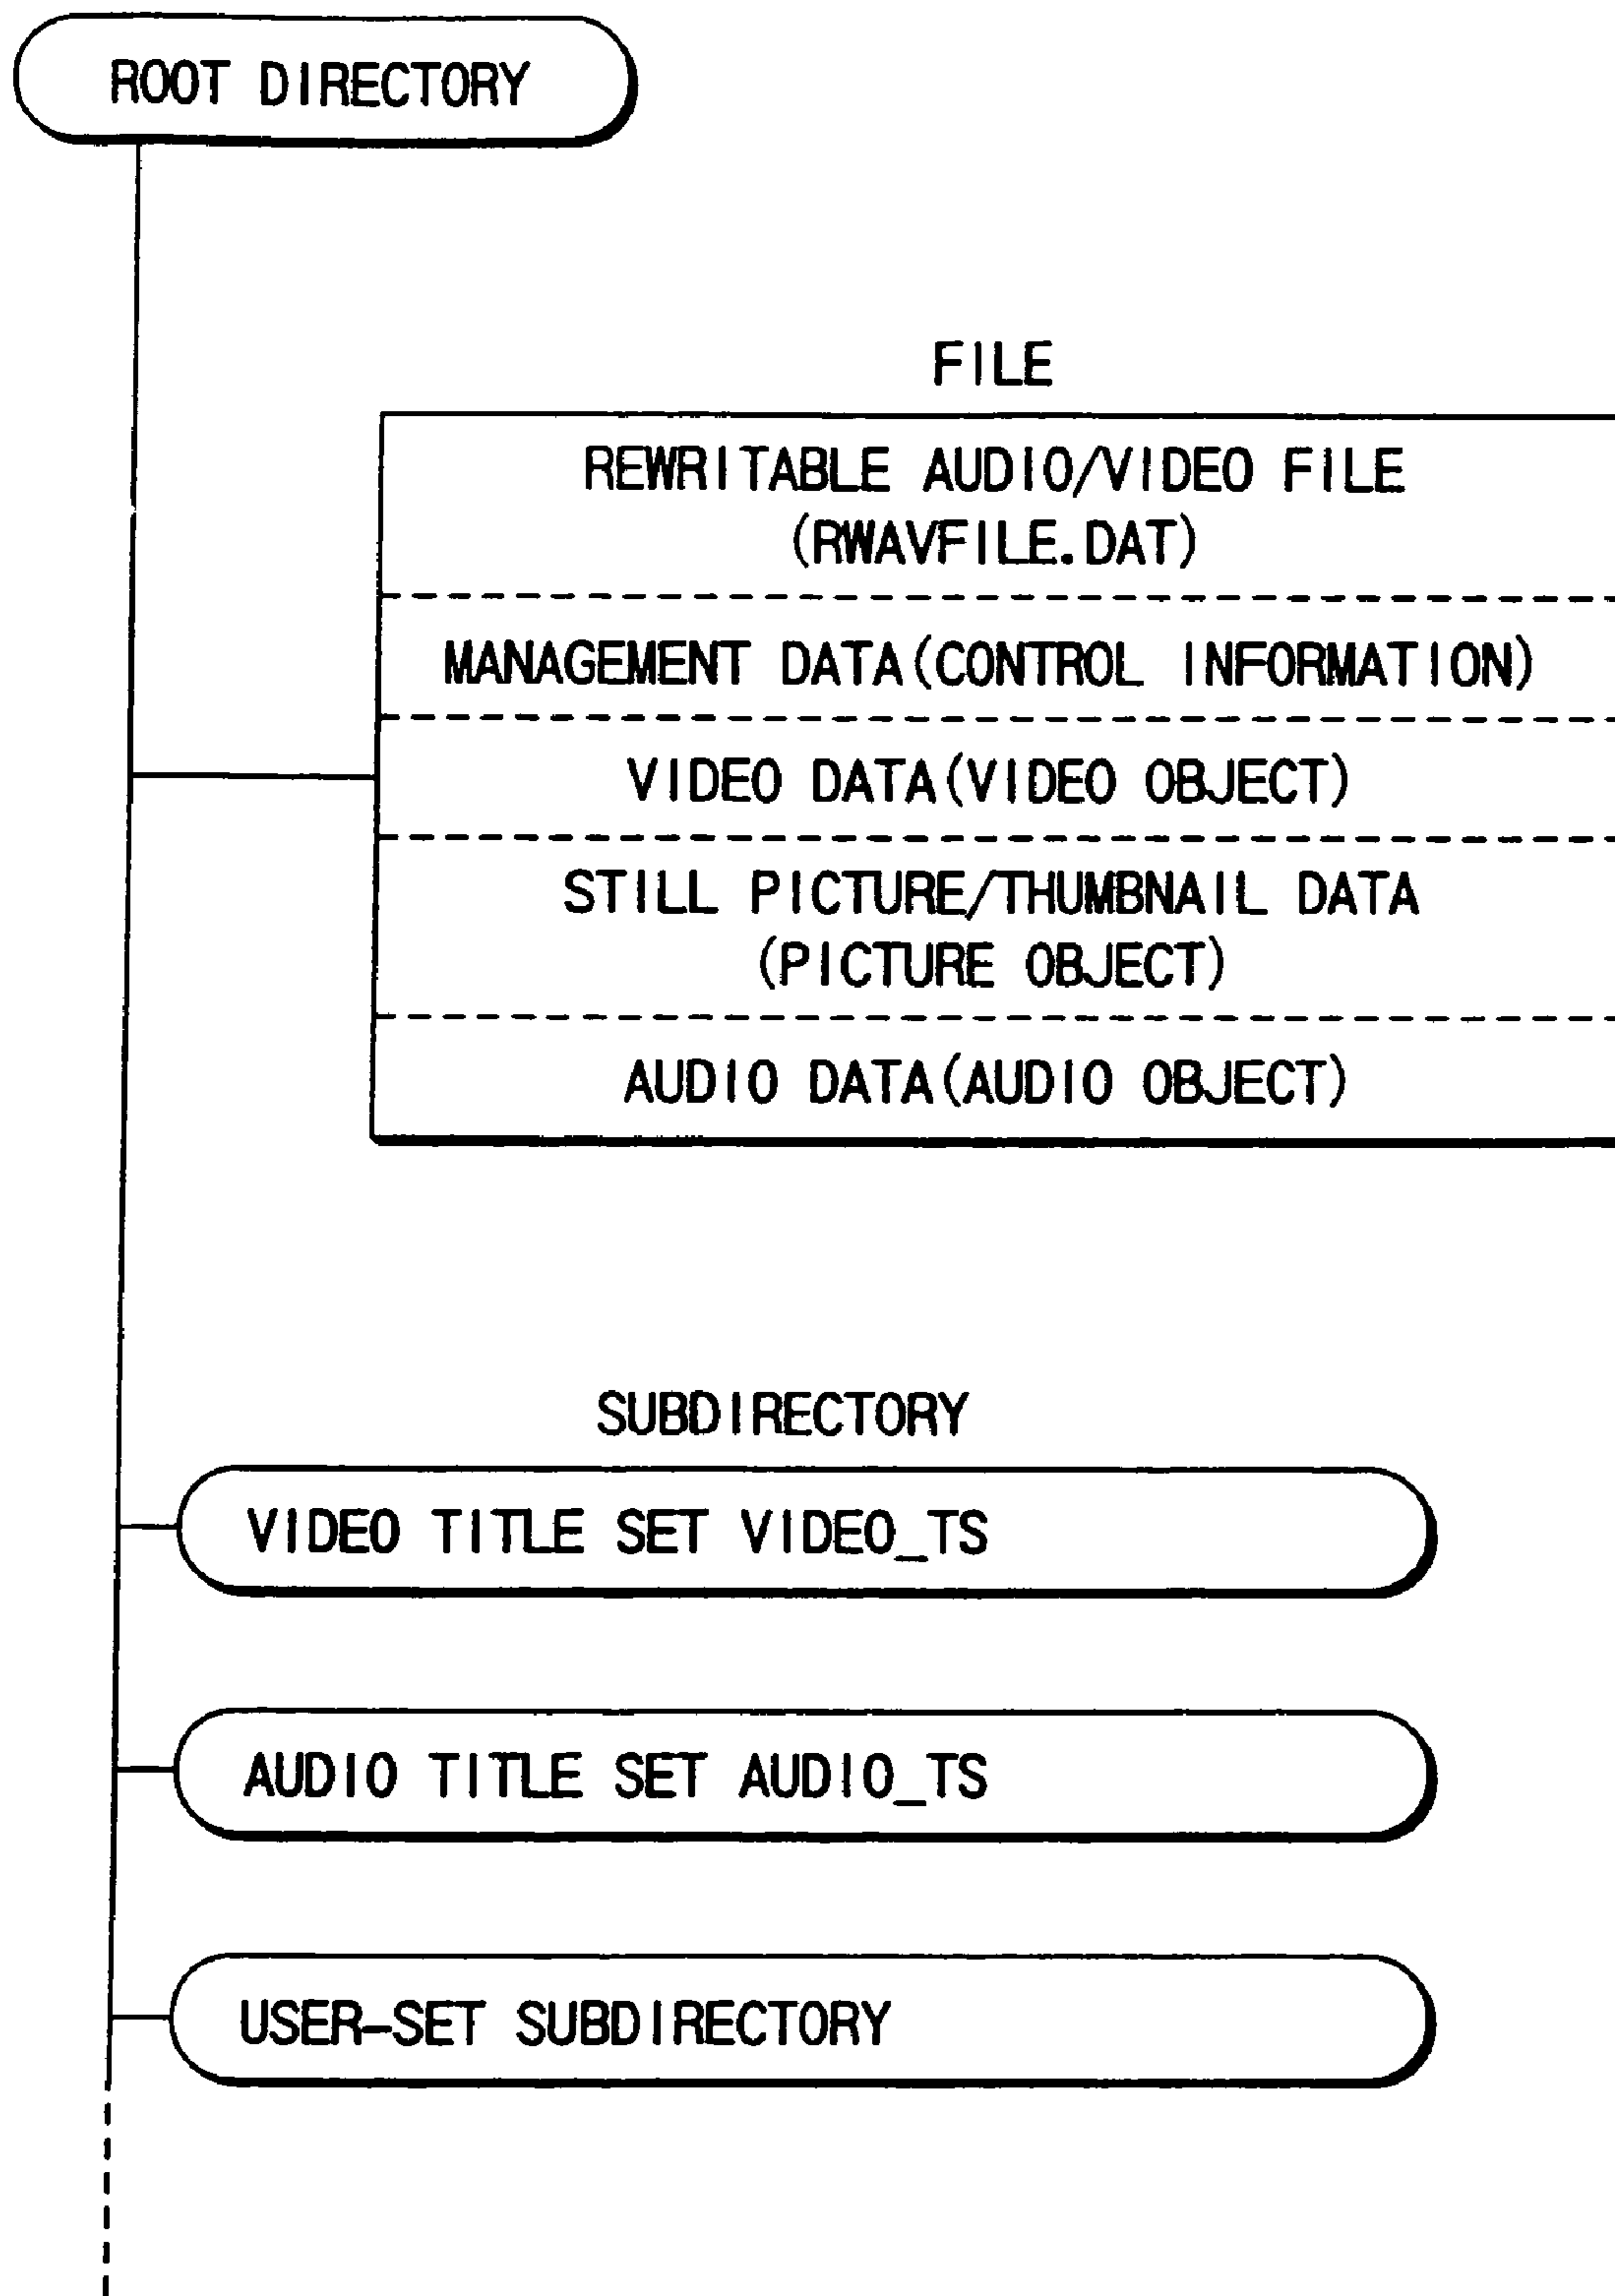 ROOT DIRECTORY
FILE
REWRITABLE AUDIO/VIDEO FILE
(RWAVFILE.DAT)
MANAGEMENT DATA(CONTROL INFORMATION)
VIDEO DATA(VIDEO OBJECT)
STILL PICTURE/THUMBNAIL DATA
(PICTURE OBJECT)
AUDIO DATA(AUDIO OBJECT)
SUBDIRECTORY
VIDEO TITLE SET VIDEO_TS
AUDIO TITLE SET AUDIO_TS
USER-SET SUBDIRECTORY